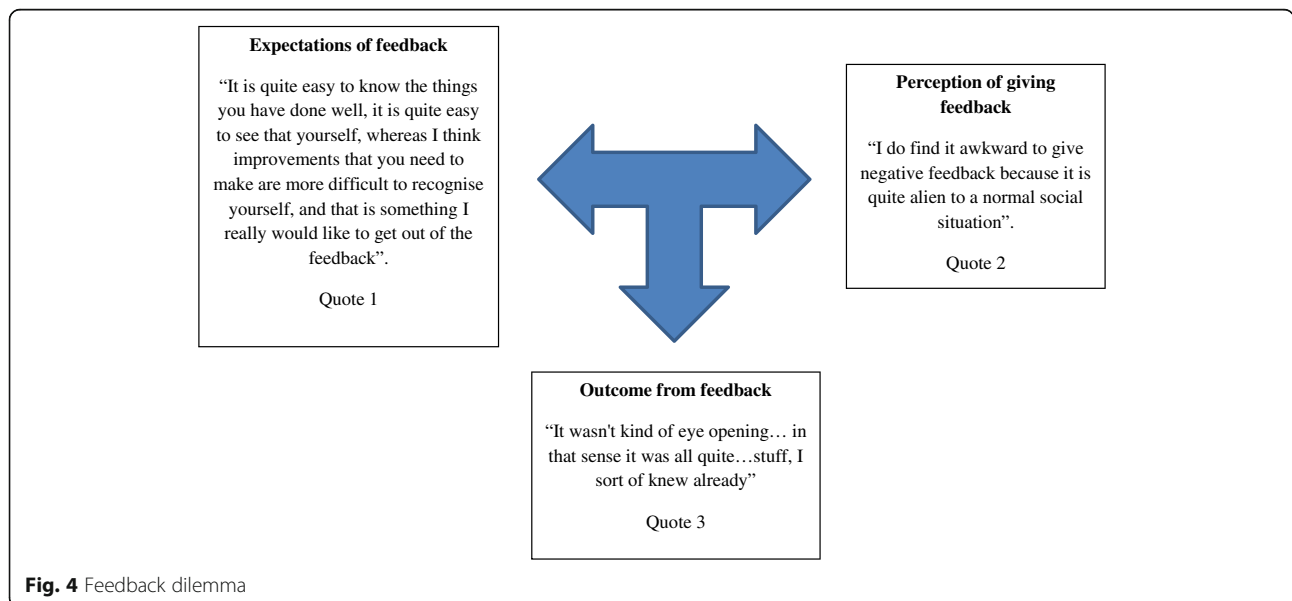 Expectations of feedback
“It is quite easy to know the things
you have done well, it is quite easy
to see that yourself, whereas I think
improvements that you need to
make are more difficult to recognise
yourself, and that is something I
really would like to get out of the
feedback”.
Quote 1
Perception of giving
feedback
“I do find it awkward to give
negative feedback because it is
quite alien to a normal social
situation”.
Quote 2
Outcome from feedback
“It wasn't kind of eye opening… in
that sense it was all quite…stuff, I
sort of knew already”
Quote 3
Fig. 4 Feedback dilemma